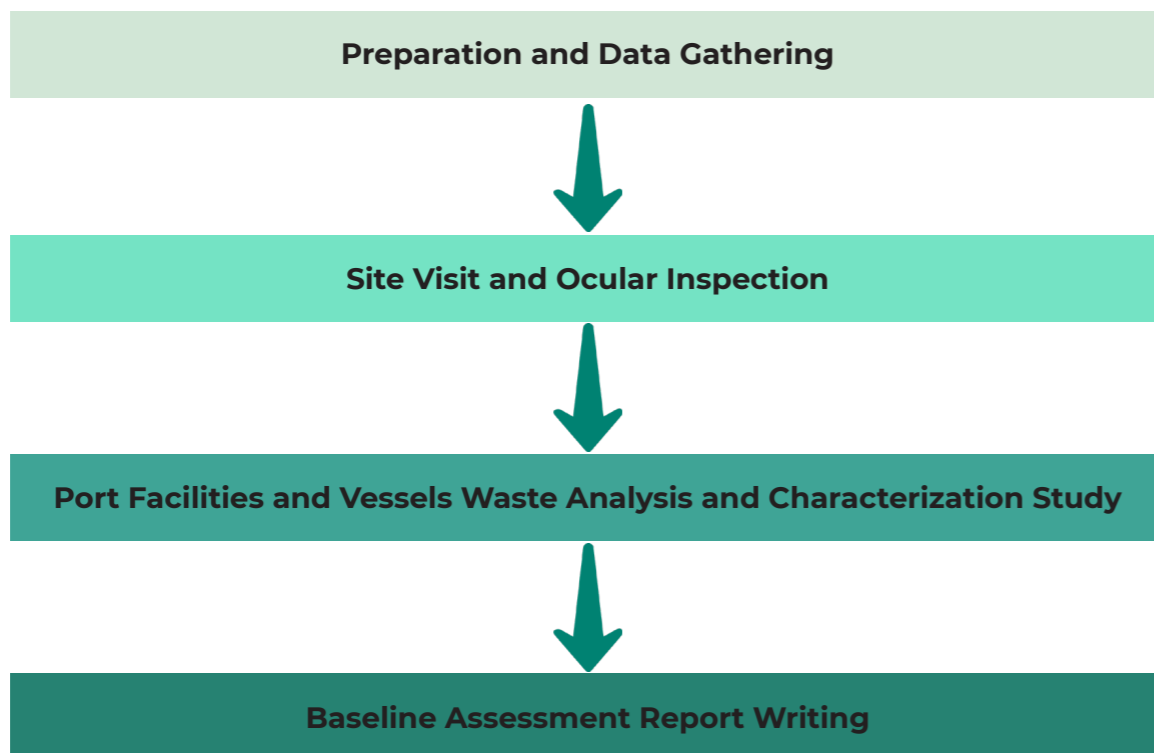 Preparation and Data Gathering
Site Visit and Ocular Inspection
Port Facilities and Vessels Waste Analysis and Characterization Study
Baseline Assessment Report Writing